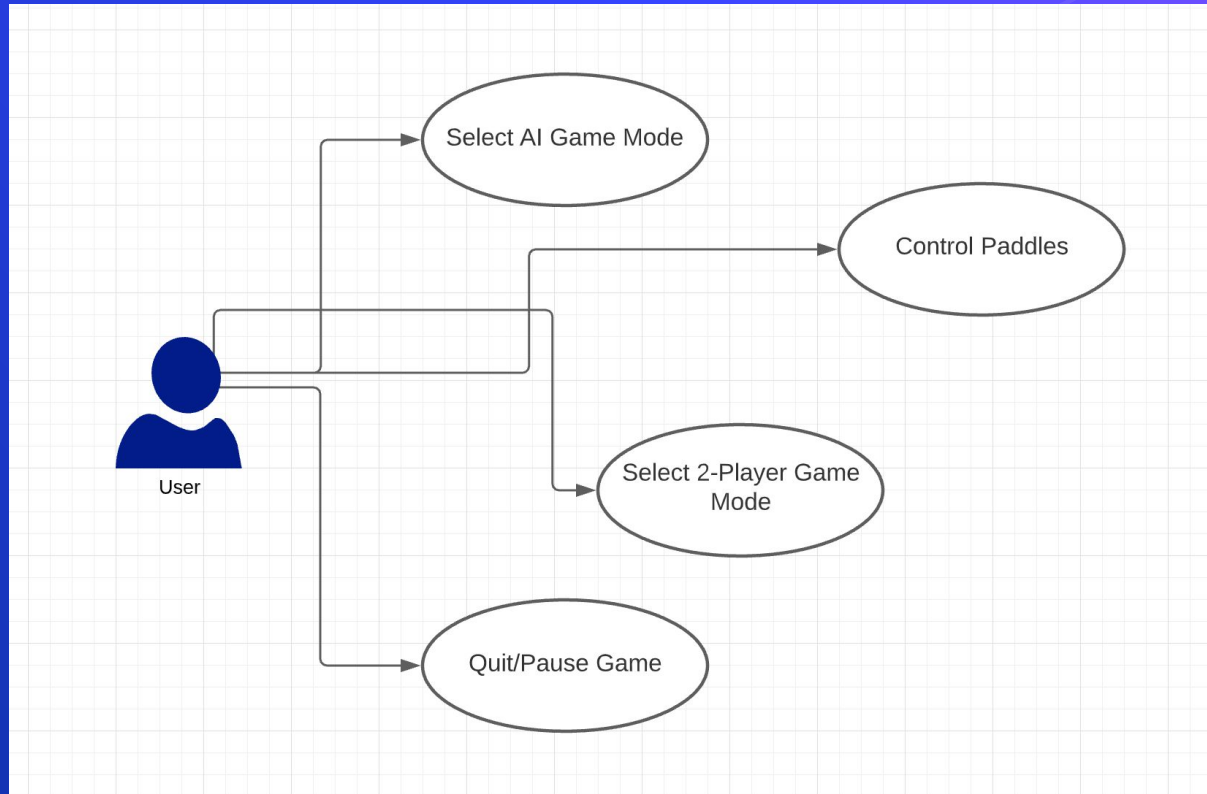 Select AI Game Mode
Control Paddles
User
Select 2-Player Game
Mode
Quit/Pause Game